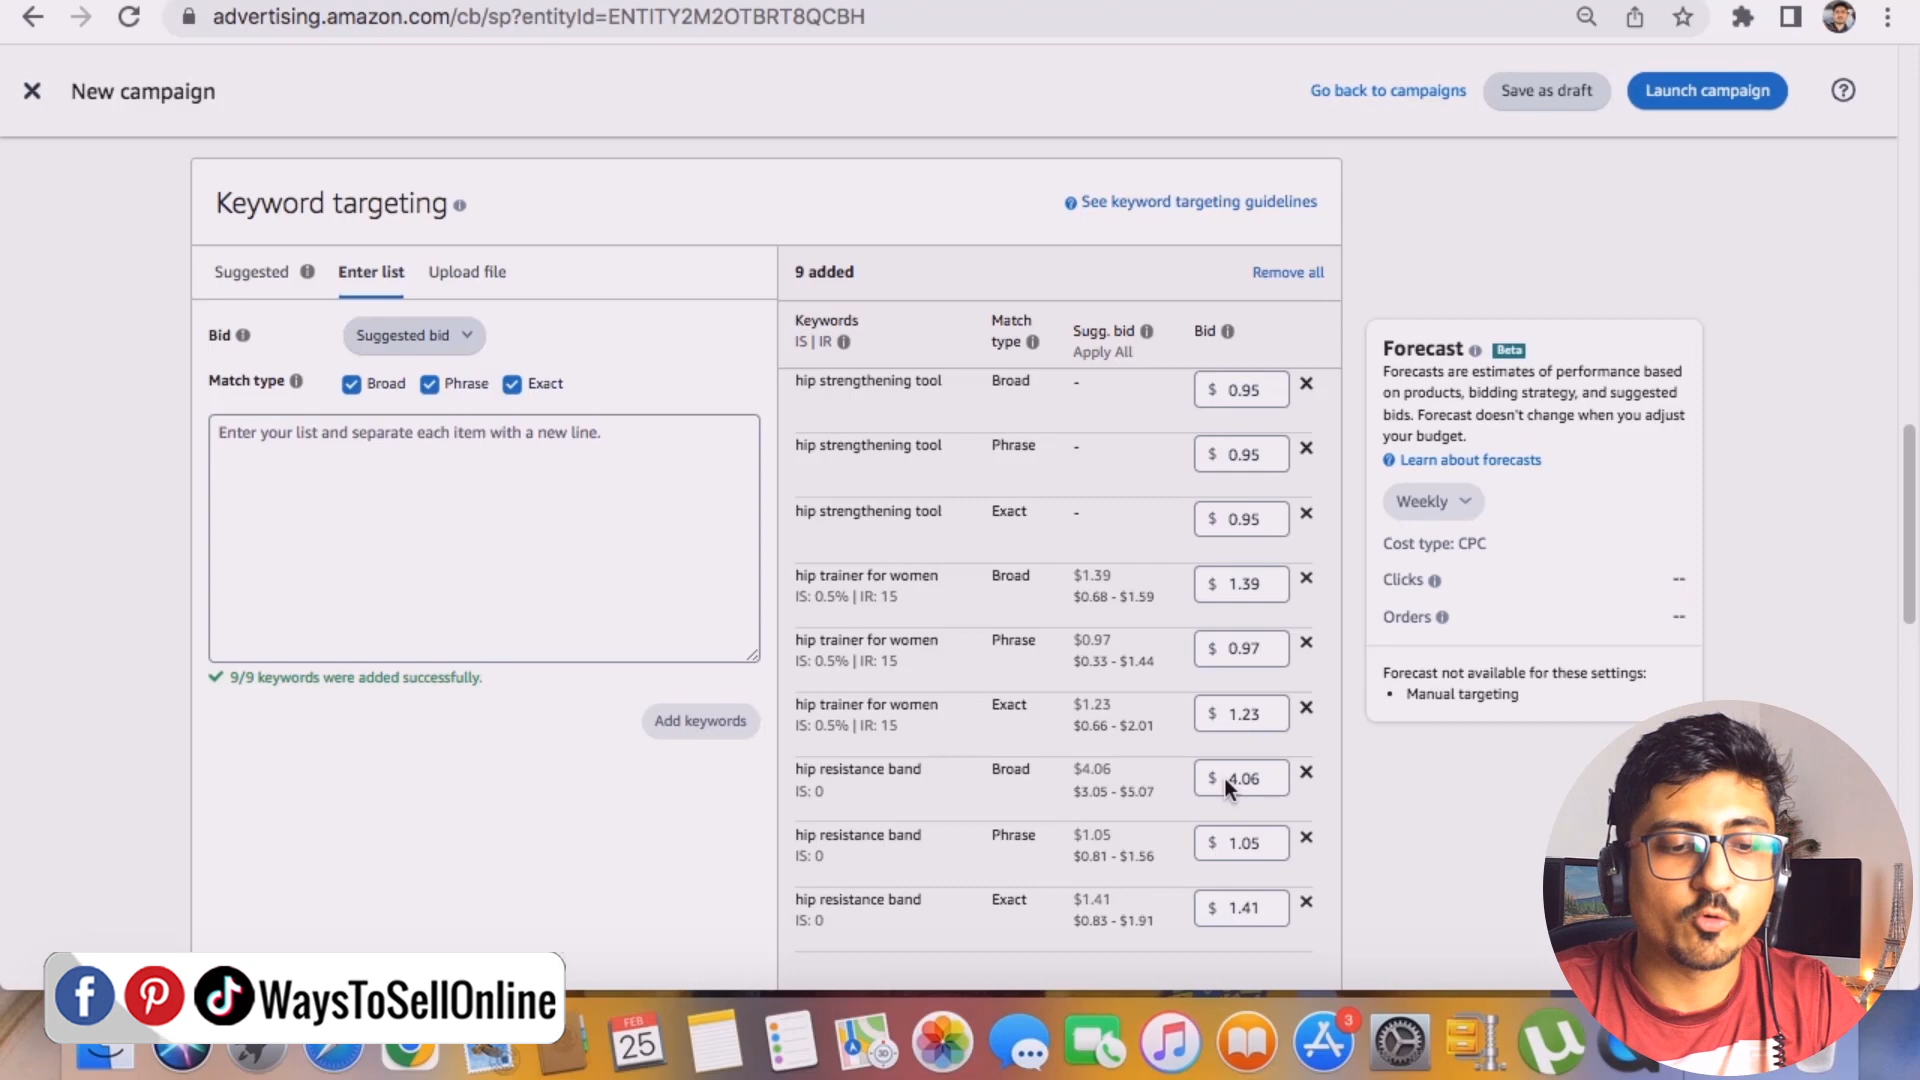 advertising.amazon.com/cb/sp?entityId=ENTITY2M2OTBRT8QCBH
New campaign
Go back to campaigns
Save as draft
Launch campaign
Keyword targeting
See keyword targeting guidelines
Suggested
Enter list
Upload file
9 added
Remove all
Bid
Suggested bid
Match type
Broad
Phrase
Exact
Enter your list and separate each item with a new line.
9/9 keywords were added successfully.
Add keywords
Keywords
IS | IR
Match
type
Sugg. bid
Apply All
Bid
hip strengthening tool Broad - $ 0.95
hip strengthening tool Phrase - $ 0.95
hip strengthening tool Exact - $ 0.95
hip trainer for women Broad $1.39 $ 1.39
IS: 0.5% | IR: 15 $0.68 - $1.59
hip trainer for women Phrase $0.97 $ 0.97
IS: 0.5% | IR: 15 $0.33 - $1.44
hip trainer for women Exact $1.23 $ 1.23
IS: 0.5% | IR: 15 $0.66 - $2.01
hip resistance band Broad $4.06 $ 4.06
IS: 0 $3.05 - $5.07
hip resistance band Phrase $1.05 $ 1.05
IS: 0 $0.81 - $1.56
hip resistance band Exact $1.41 $ 1.41
IS: 0 $0.83 - $1.91
Forecast Beta
Forecasts are estimates of performance based
on products, bidding strategy, and suggested
bids. Forecast doesn't change when you adjust
your budget.
Learn about forecasts
Weekly
Cost type: CPC
Clicks --
Orders --
Forecast not available for these settings:
• Manual targeting
WaysToSellOnline
FEB
25
3D
3